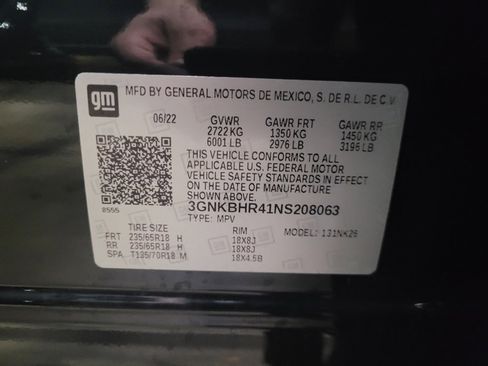 gm
MFD BY GENERAL MOTORS DE MEXICO, S. DE R.L. DE C.V.
06/22 GVWR GAWR FRT GAWR RR
2722 KG 1350 KG 1450 KG
6001 LB 2976 LB 3196 LB
THIS VEHICLE CONFORMS TO ALL
APPLICABLE U.S. FEDERAL MOTOR
VEHICLE SAFETY STANDARDS IN EFFECT
ON THE DATE OF MANUFACTURE
SHOWN ABOVE.
3GNKBHR41NS208063
TYPE: MPV
TIRE SIZE RIM MODEL: 131NK26
FRT 235/65R18 H 18X8J
RR 235/65R18 H 18X8J
SPA T135/70R18 M 18X4.5B